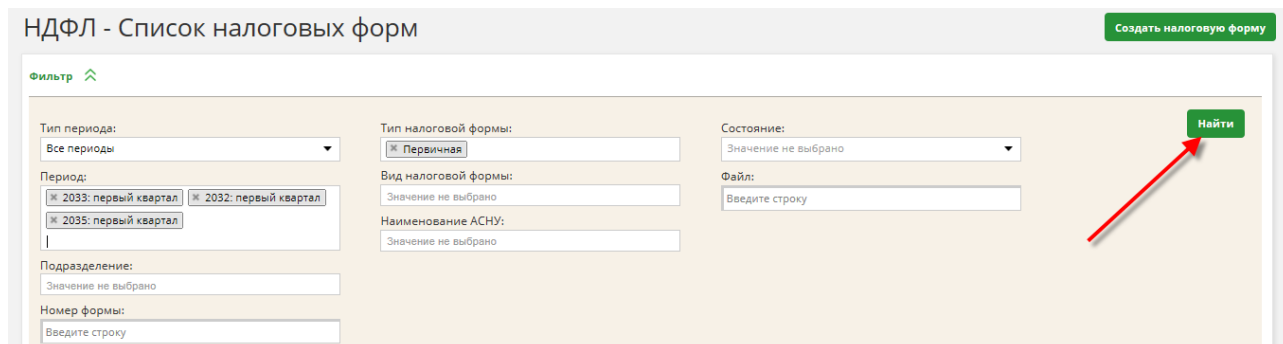 НДФЛ - Список налоговых форм
Создать налоговую форму
Фильтр
Тип периода:
Все периоды
Период:
2033: первый квартал 2032: первый квартал
2035: первый квартал
Подразделение:
Значение не выбрано
Номер формы:
Введите строку
Тип налоговой формы:
Первичная
Вид налоговой формы:
Значение не выбрано
Наименование АСНУ:
Значение не выбрано
Состояние:
Значение не выбрано
Файл:
Введите строку
Найти